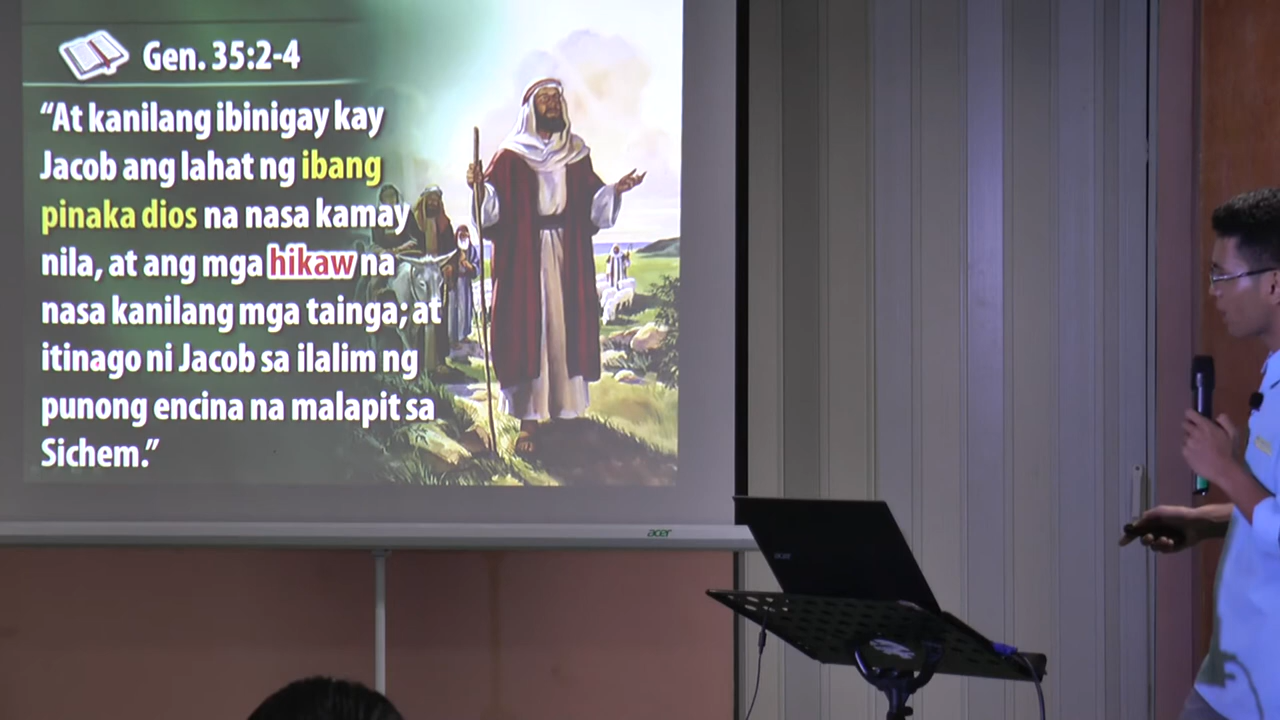 Gen. 35:2-4
“At kanilang ibinigay kay
Jacob ang lahat ng ibang
pinaka dios na nasa kamay
nila, at ang mga hikaw na
nasa kanilang mga tainga; at
itinago ni Jacob sa ilalim ng
punong encina na malapit sa
Sichem.”
acer
acer